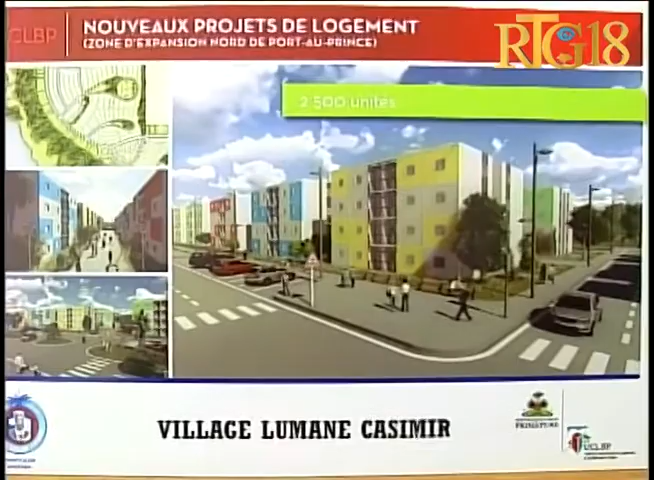 CLBP
NOUVEAUX PROJETS DE LOGEMENT
(ZONE D'EXPANSION NORD DE PORT-AU-PRINCE)
RTG18
2 500 unités
VILLAGE LUMANE CASIMIR
PRIMATURE
UCLBP